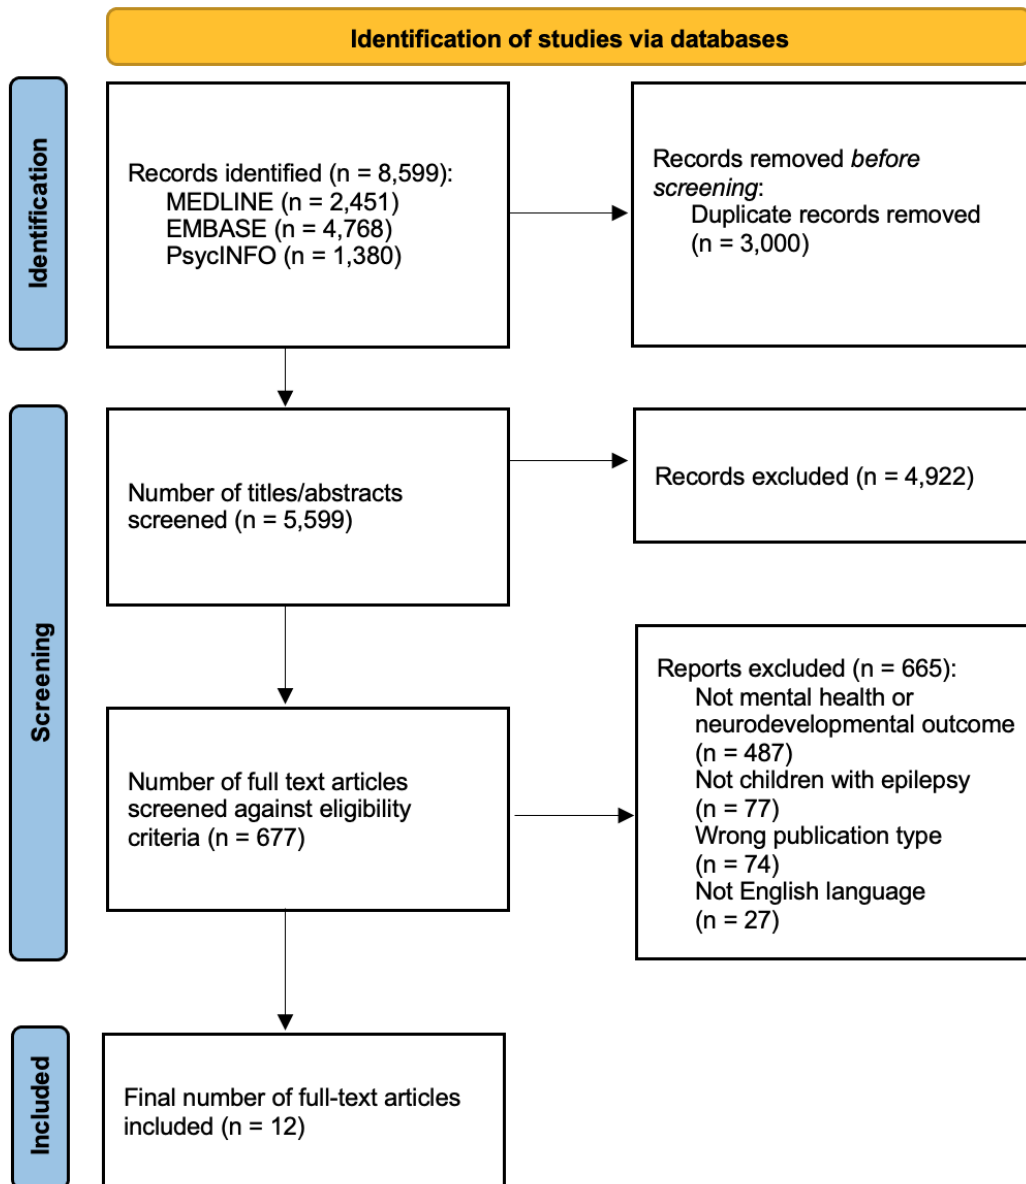 Identification of studies via databases
Identification
Records identified (n = 8,599):
MEDLINE (n = 2,451)
EMBASE (n = 4,768)
PsycINFO (n = 1,380)
Records removed before
screening:
Duplicate records removed
(n = 3,000)
Screening
Number of titles/abstracts
screened (n = 5,599)
Records excluded (n = 4,922)
Number of full text articles
screened against eligibility
criteria (n = 677)
Reports excluded (n = 665):
Not mental health or
neurodevelopmental outcome
(n = 487)
Not children with epilepsy
(n = 77)
Wrong publication type
(n = 74)
Not English language
(n = 27)
Included
Final number of full-text articles
included (n = 12)